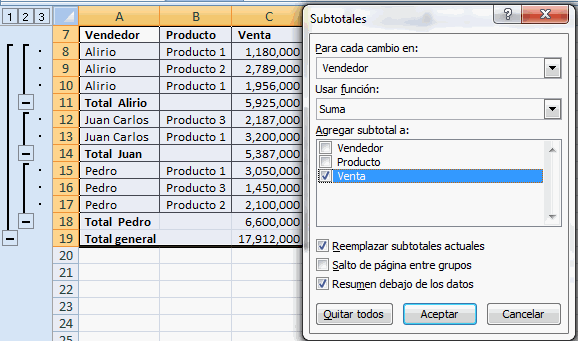 1 2 3
A B C
7 Vendedor Producto Venta
8 Alirio Producto 1 1,180,000
9 Alirio Producto 2 2,789,000
10 Alirio Producto 1 1,956,000
11 Total Alirio 5,925,000
12 Juan Carlos Producto 3 2,187,000
13 Juan Carlos Producto 1 3,200,000
14 Total Juan 5,387,000
15 Pedro Producto 1 3,050,000
16 Pedro Producto 3 1,450,000
17 Pedro Producto 2 2,100,000
18 Total Pedro 6,600,000
19 Total general 17,912,000
20
21
22
23
24
25
Subtotales
Para cada cambio en:
Vendedor
Usar función:
Suma
Agregar subtotal a:
Vendedor
Producto
Venta
Reemplazar subtotales actuales
Salto de página entre grupos
Resumen debajo de los datos
Quitar todos Aceptar Cancelar